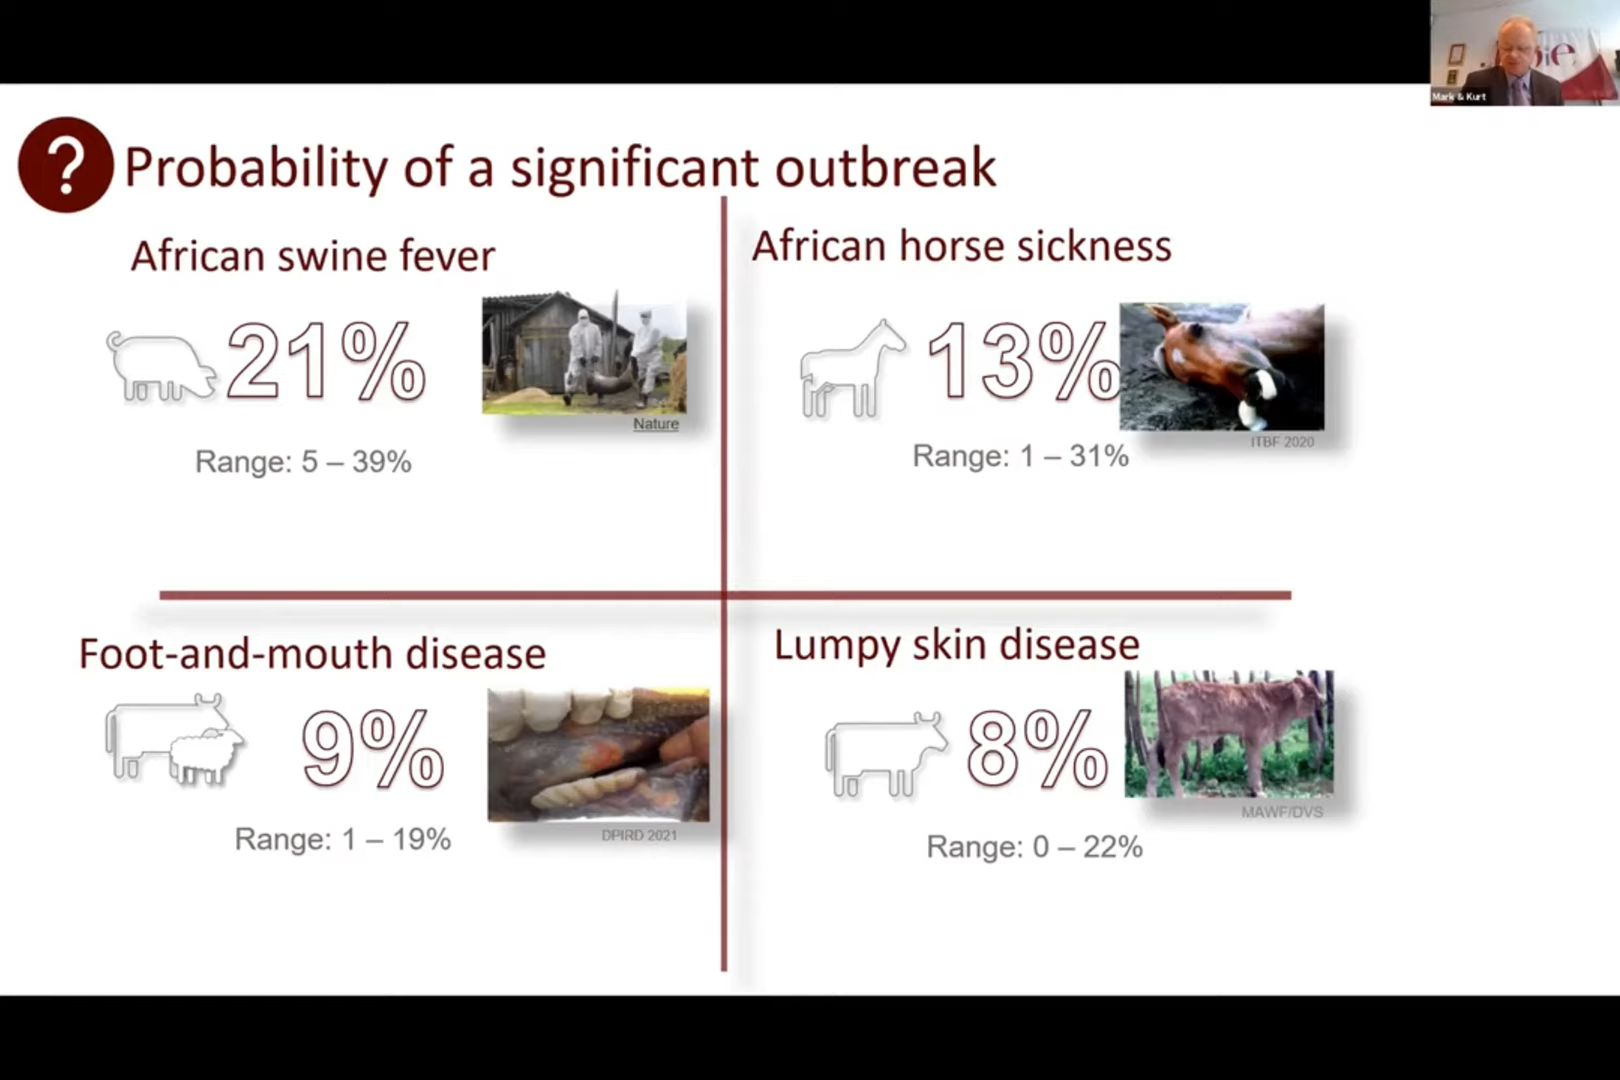 Mark & Kurt
?
Probability of a significant outbreak
African swine fever
21%
Nature
Range: 5 – 39%
African horse sickness
13%
ITBF 2020
Range: 1 – 31%
Foot-and-mouth disease
9%
DPIRD 2021
Range: 1 – 19%
Lumpy skin disease
8%
MAWF/DVS
Range: 0 – 22%